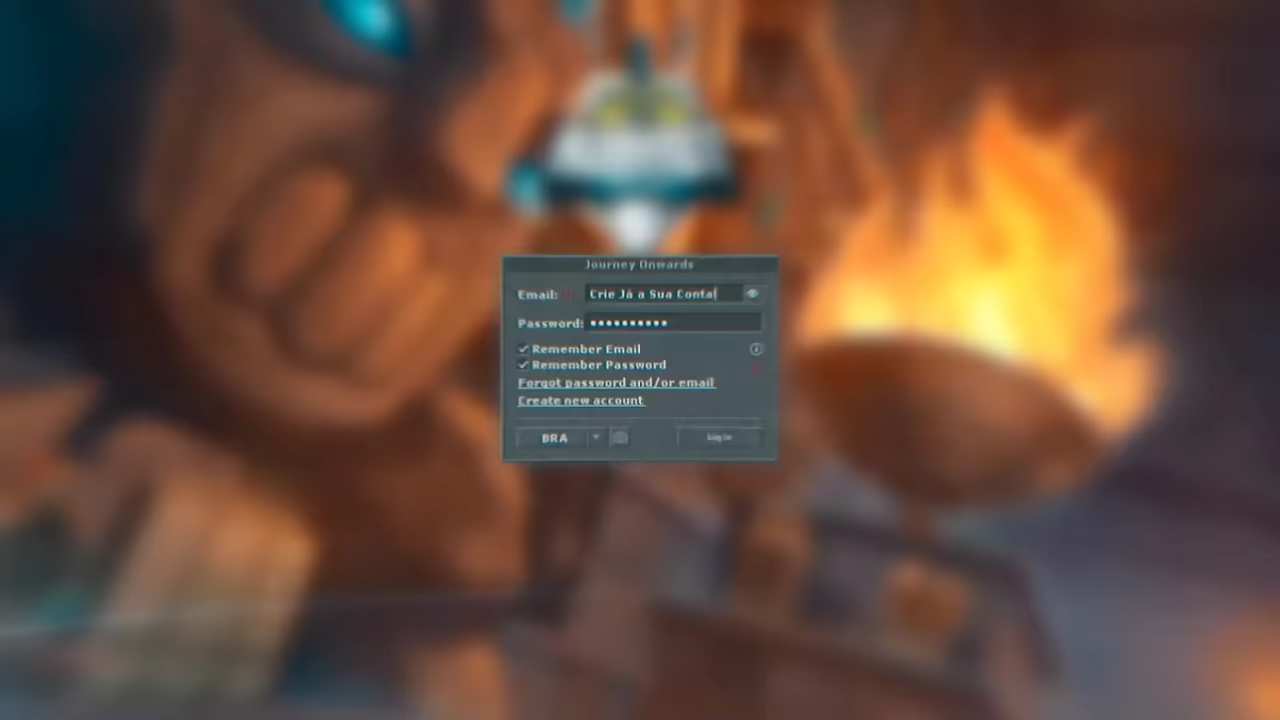 Journey Onwards
Email: Crie Já a Sua Conta
Password: ••••••••••
Remember Email
Remember Password
Forgot password and/or email
Create new account
BRA Log in